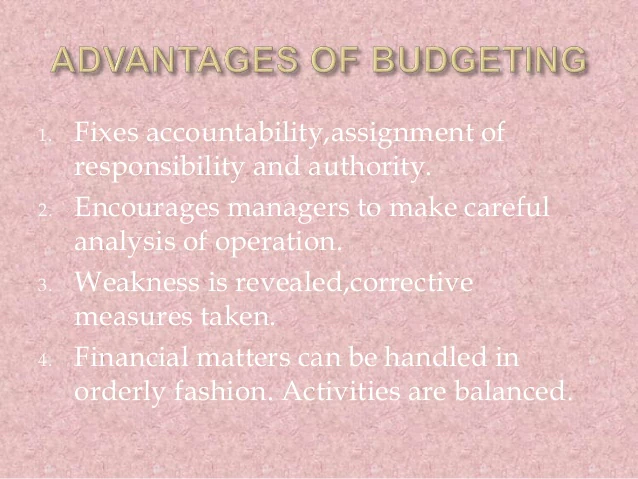 ADVANTAGES OF BUDGETING
1. Fixes accountability,assignment of
responsibility and authority.
2. Encourages managers to make careful
analysis of operation.
3. Weakness is revealed,corrective
measures taken.
4. Financial matters can be handled in
orderly fashion. Activities are balanced.